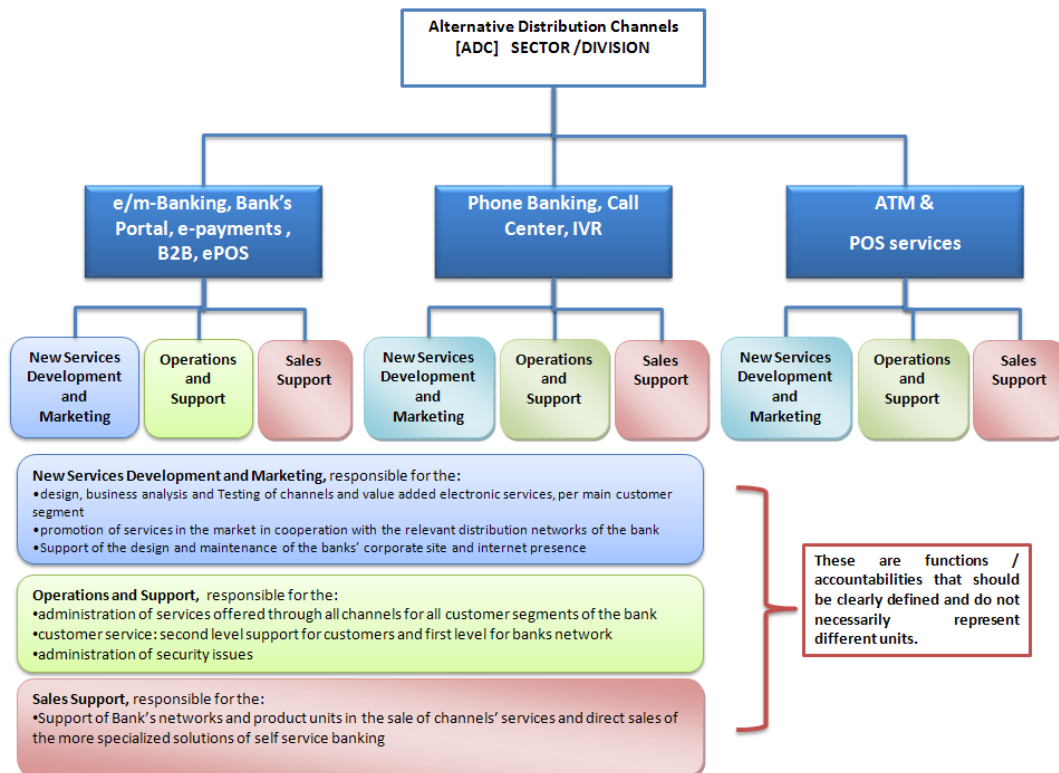 Alternative Distribution Channels
[ADC] SECTOR /DIVISION
e/m-Banking, Bank's
Portal, e-payments ,
B2B, ePOS
Phone Banking, Call
Center, IVR
ATM &
POS services
New Services
Development
and
Marketing
Operations
and
Support
Sales
Support
New Services
Development
and
Marketing
Operations
and
Support
Sales
Support
New Services
Development
and
Marketing
Operations
and
Support
Sales
Support
New Services Development and Marketing, responsible for the:
•design, business analysis and Testing of channels and value added electronic services, per main customer
segment
•promotion of services in the market in cooperation with the relevant distribution networks of the bank
•Support of the design and maintenance of the banks' corporate site and internet presence
Operations and Support, responsible for the:
•administration of services offered through all channels for all customer segments of the bank
•customer service: second level support for customers and first level for banks network
•administration of security issues
Sales Support, responsible for the:
•Support of Bank's networks and product units in the sale of channels' services and direct sales of
the more specialized solutions of self service banking
These are functions /
accountabilities that should
be clearly defined and do not
necessarily represent
different units.